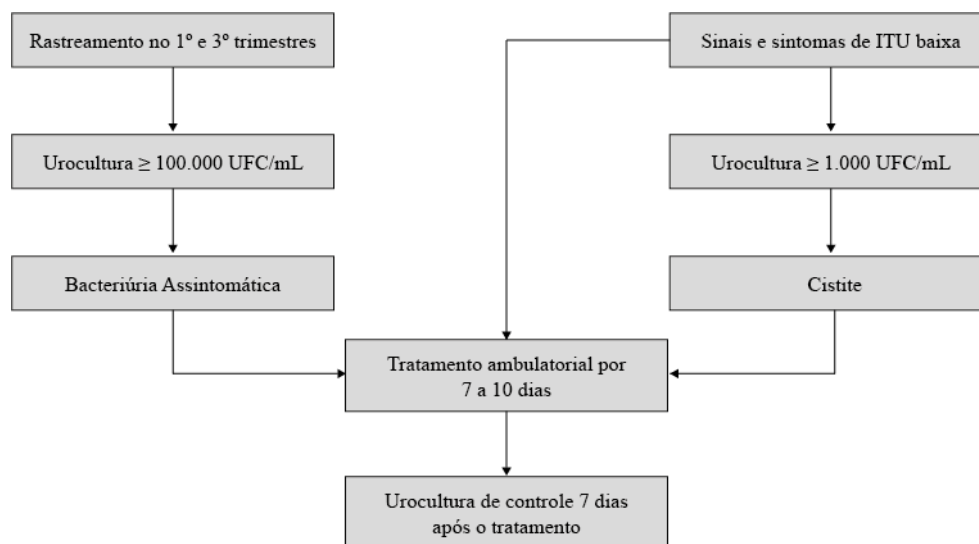 Rastreamento no 1º e 3º trimestres
Sinais e sintomas de ITU baixa
Urocultura ≥ 100.000 UFC/mL
Urocultura ≥ 1.000 UFC/mL
Bacteriúria Assintomática
Cistite
Tratamento ambulatorial por
7 a 10 dias
Urocultura de controle 7 dias
após o tratamento